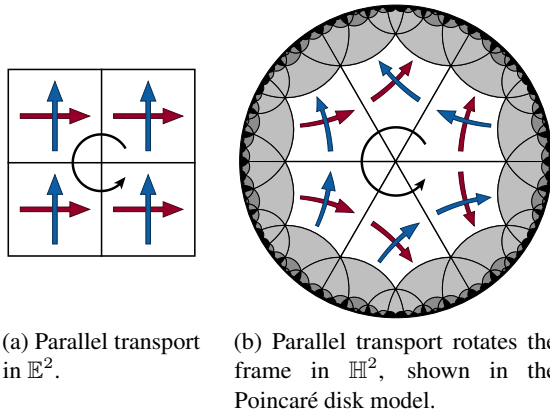 (a) Parallel transport
in 𝔼².
(b) Parallel transport rotates the
frame in ℍ², shown in the
Poincaré disk model.